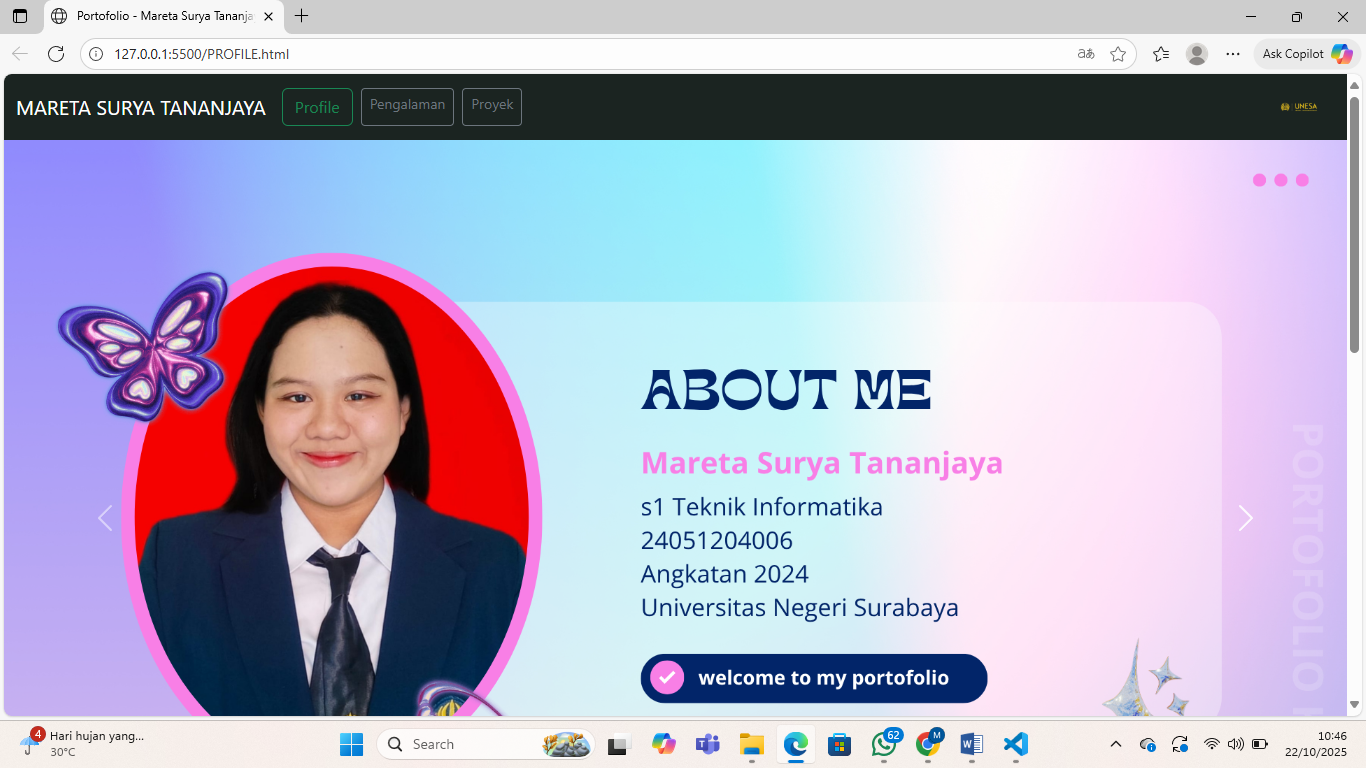 Portofolio - Mareta Surya Tananja
127.0.0.1:5500/PROFILE.html
aあ
Ask Copilot
MARETA SURYA TANANJAYA
Profile
Pengalaman
Proyek
UNESA
ABOUT ME
Mareta Surya Tananjaya
s1 Teknik Informatika
24051204006
Angkatan 2024
Universitas Negeri Surabaya
welcome to my portofolio
PORTOFOLIO
4
Hari hujan yang...
30°C
Search
62
M
10:46
22/10/2025